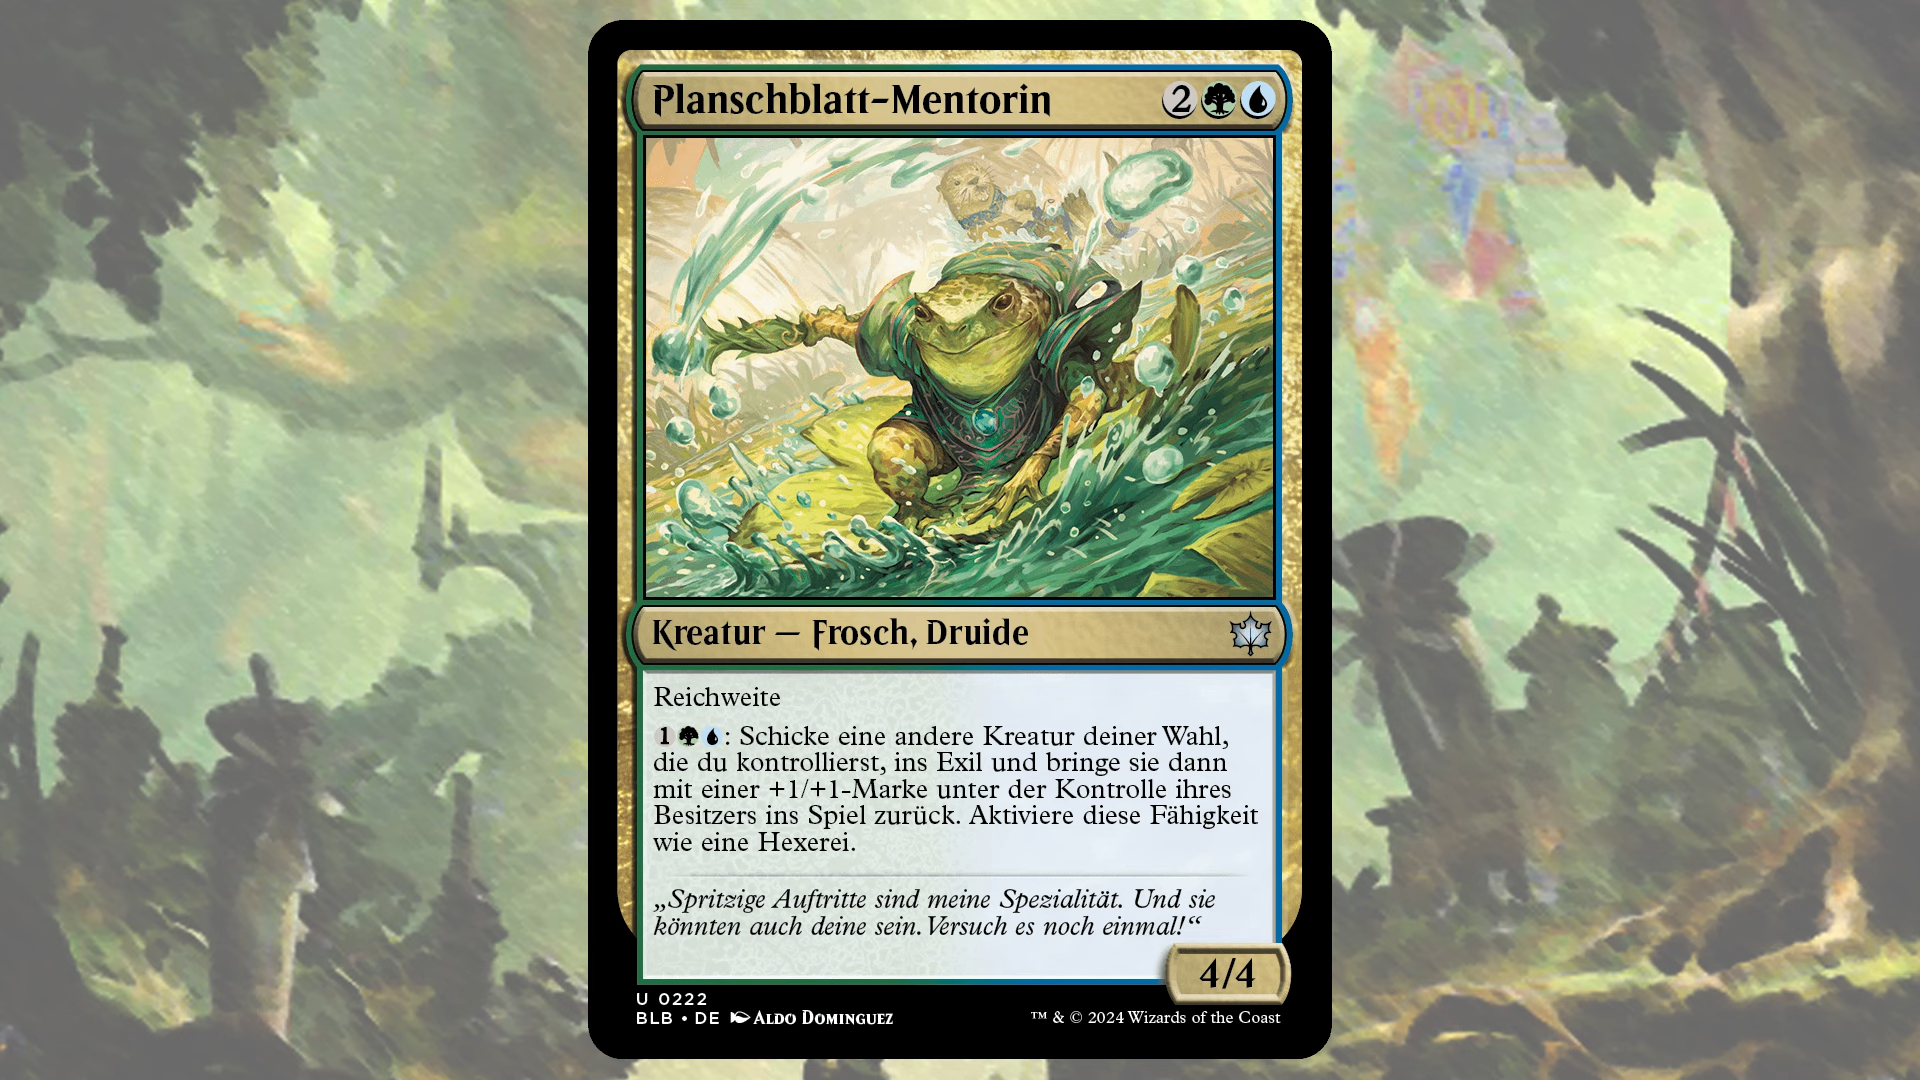 Planschblatt-Mentorin 2
Kreatur — Frosch, Druide
Reichweite
1 : Schicke eine andere Kreatur deiner Wahl,
die du kontrollierst, ins Exil und bringe sie dann
mit einer +1/+1-Marke unter der Kontrolle ihres
Besitzers ins Spiel zurück. Aktiviere diese Fähigkeit
wie eine Hexerei.
„Spritzige Auftritte sind meine Spezialität. Und sie
könnten auch deine sein. Versuch es noch einmal!“
4/4
U 0222
BLB • DE Aldo Dominguez
™ & © 2024 Wizards of the Coast